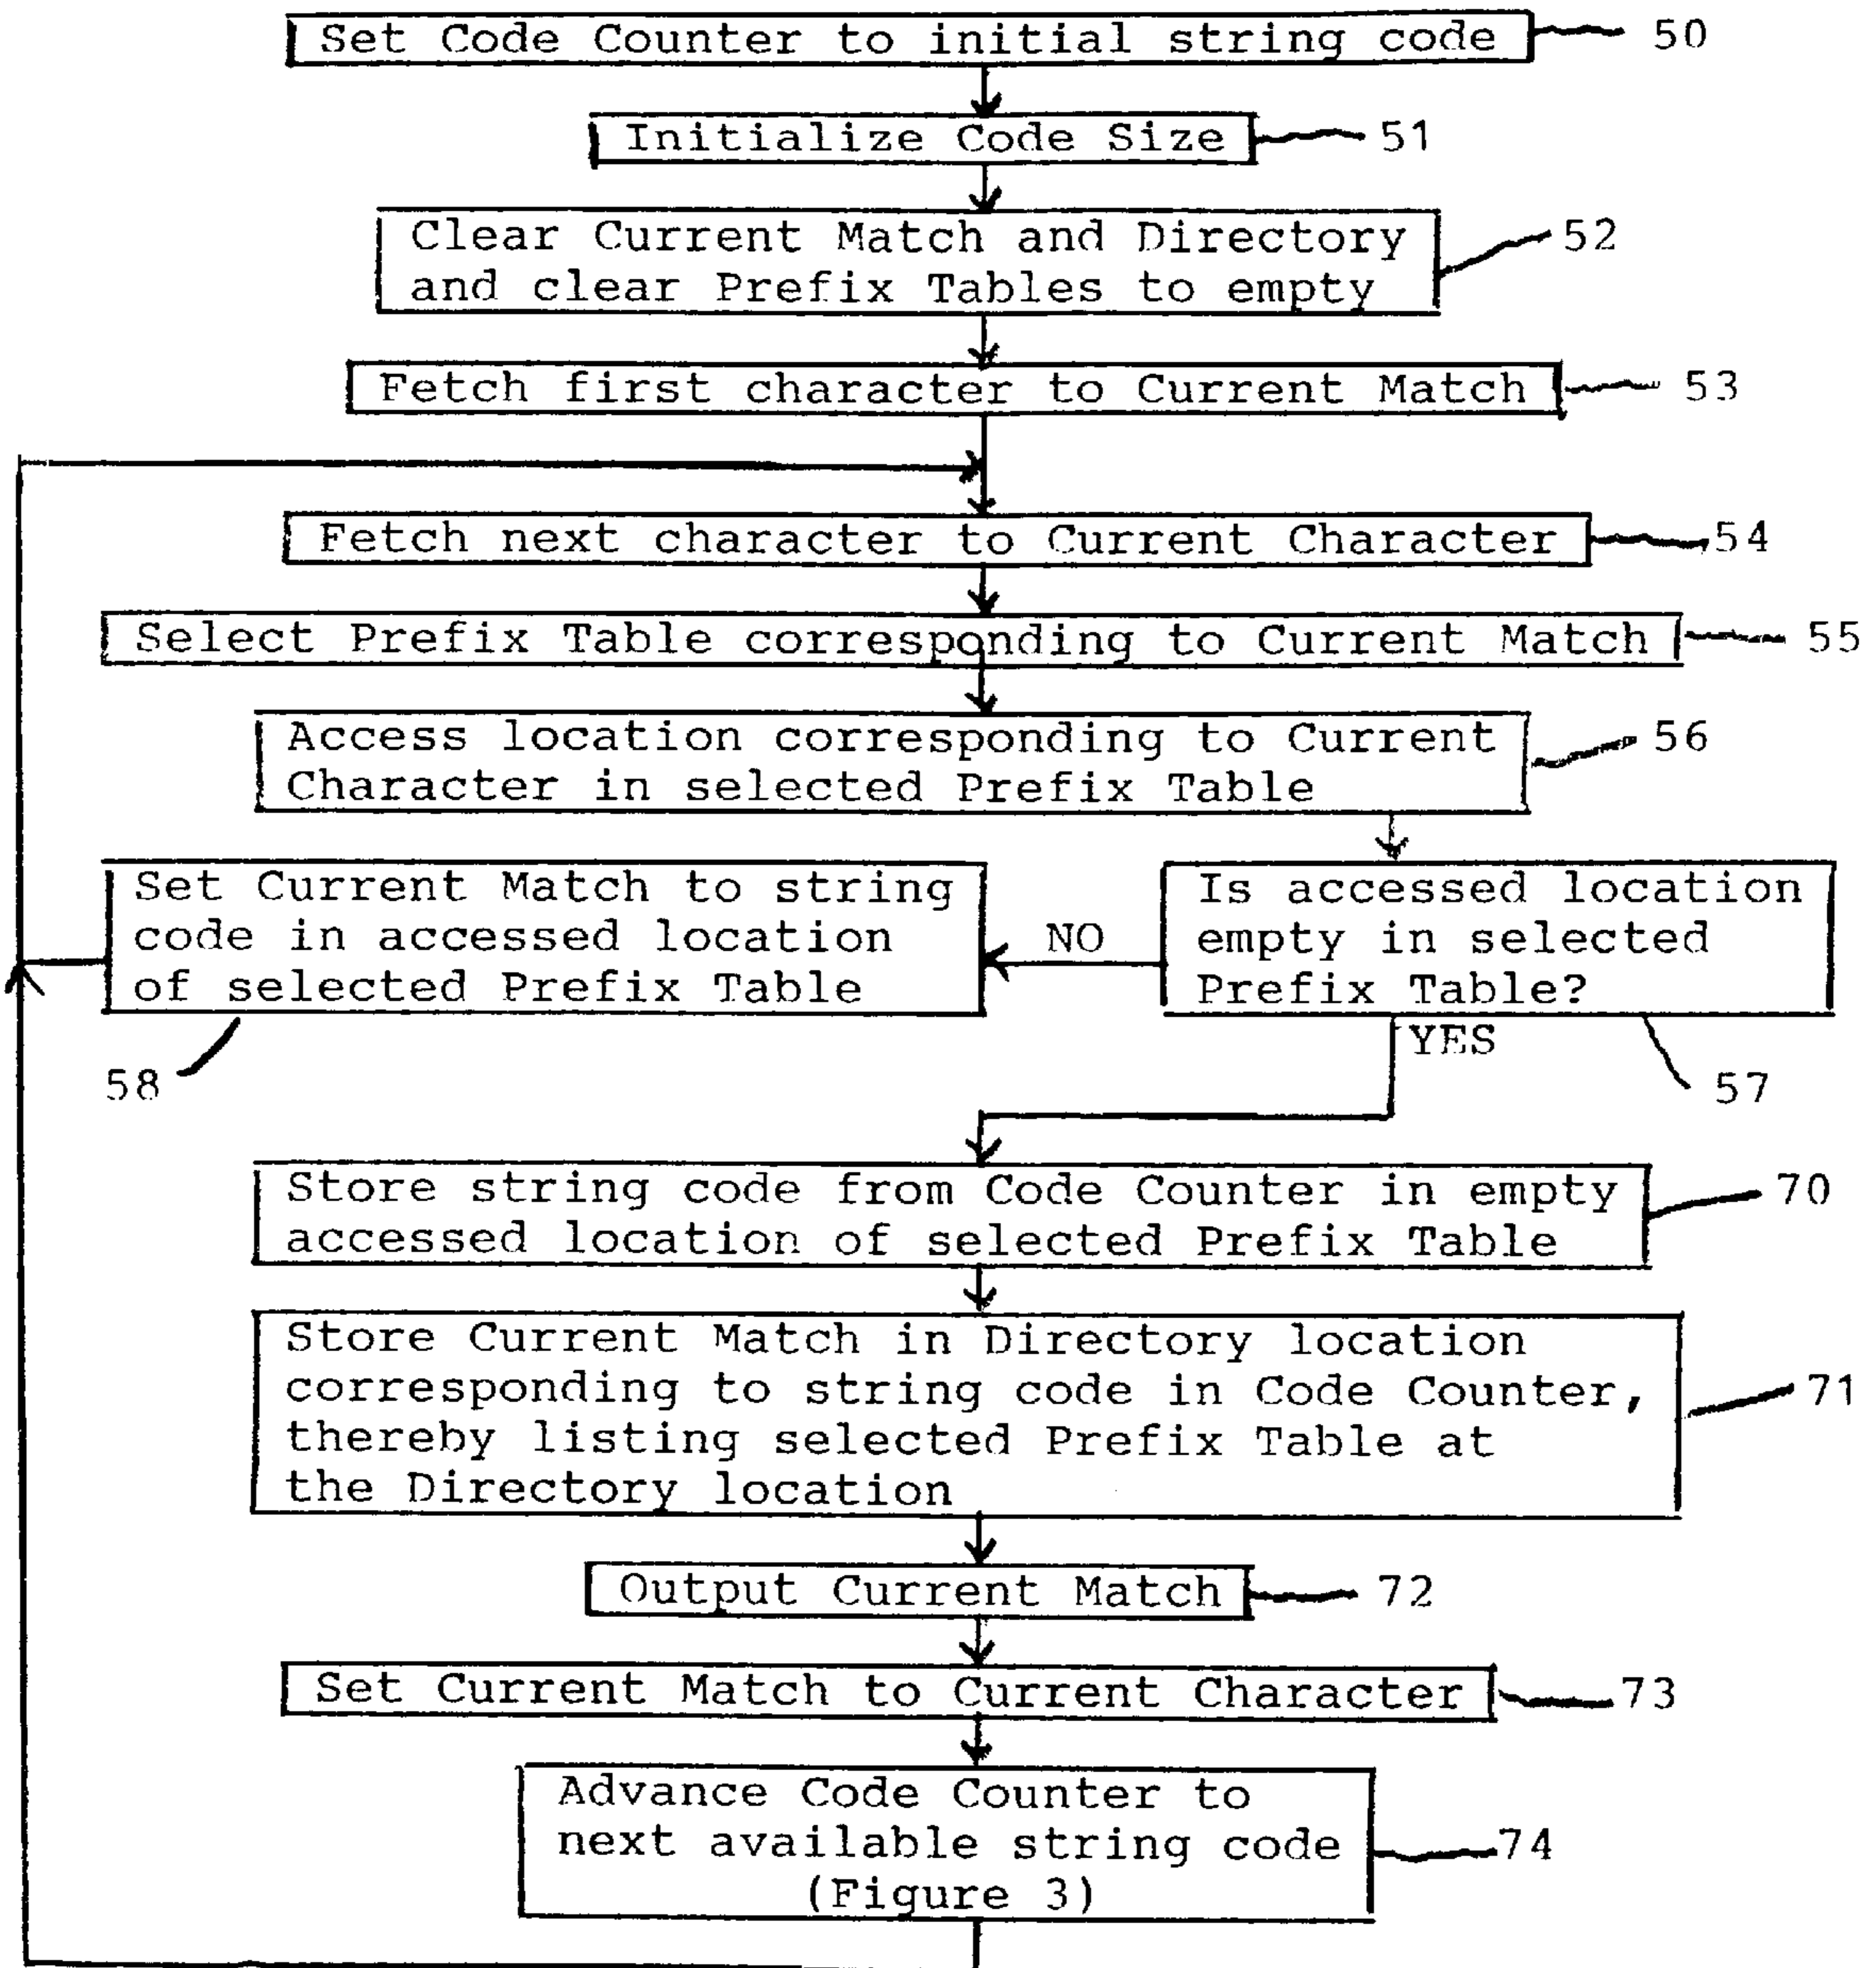 Set Code Counter to initial string code 50
Initialize Code Size 51
Clear Current Match and Directory 52
and clear Prefix Tables to empty
Fetch first character to Current Match 53
Fetch next character to Current Character 54
Select Prefix Table corresponding to Current Match 55
Access location corresponding to Current 56
Character in selected Prefix Table
Set Current Match to string
code in accessed location
of selected Prefix Table
58
NO
Is accessed location
empty in selected
Prefix Table?
YES
57
Store string code from Code Counter in empty 70
accessed location of selected Prefix Table
Store Current Match in Directory location
corresponding to string code in Code Counter, 71
thereby listing selected Prefix Table at
the Directory location
Output Current Match 72
Set Current Match to Current Character 73
Advance Code Counter to
next available string code 74
(Figure 3)